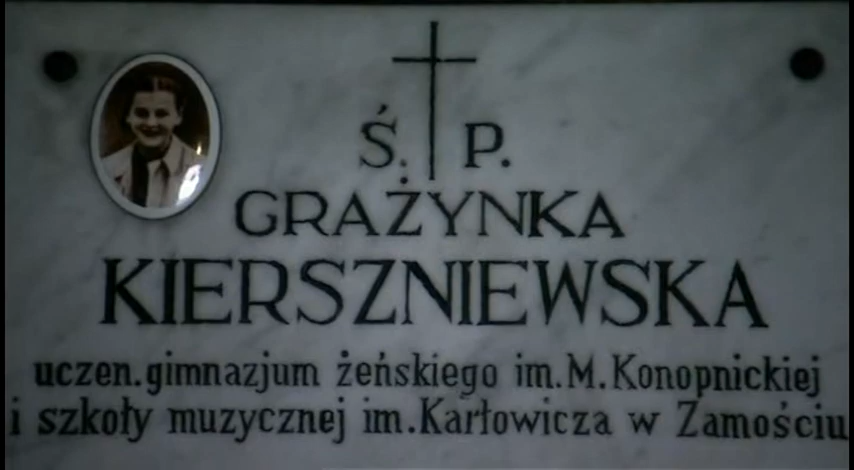 Ś. P.
GRAŻYNKA
KIERSZNIEWSKA
uczen.gimnazjum żeńskiego im.M.Konopnickiej
i szkoły muzycznej im.Karłowicza w Zamościu